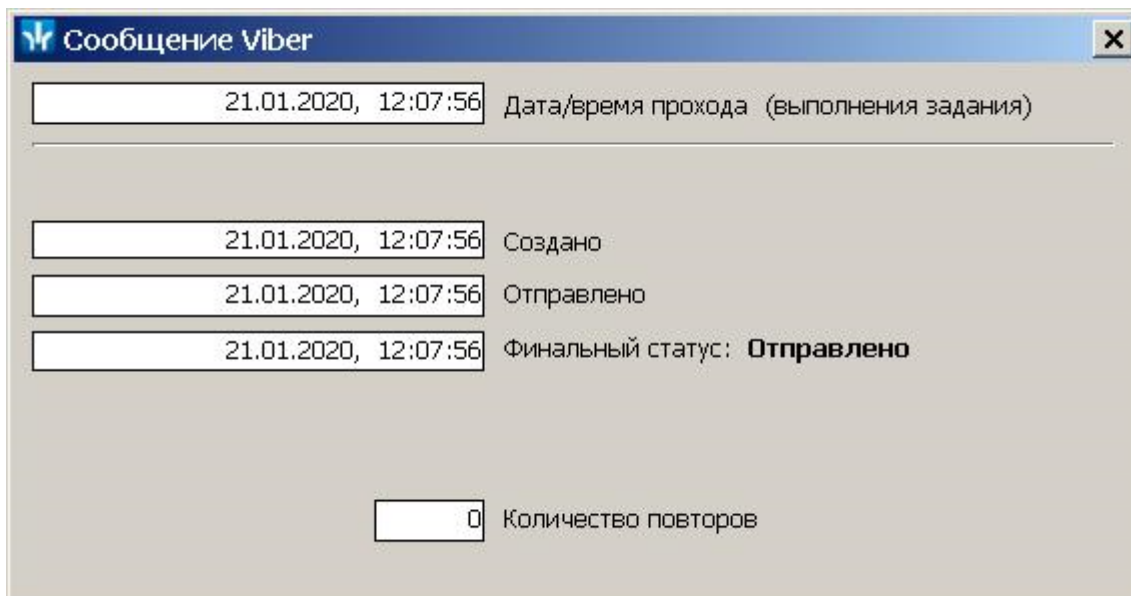 Сообщение Viber
21.01.2020, 12:07:56 Дата/время прохода (выполнения задания)
21.01.2020, 12:07:56 Создано
21.01.2020, 12:07:56 Отправлено
21.01.2020, 12:07:56 Финальный статус: Отправлено
0 Количество повторов